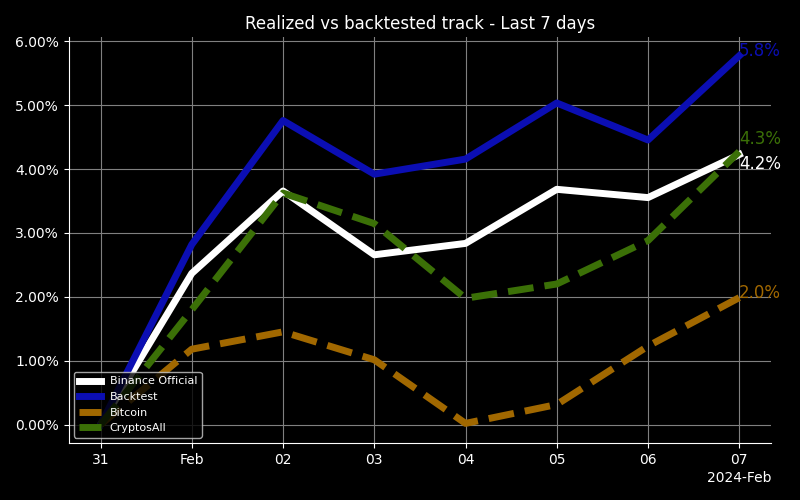 Realized vs backtested track - Last 7 days
6.00%
5.8%
5.00%
4.3%
4.00%
4.2%
3.00%
2.00%
2.0%
1.00%
0.00%
Binance Official
Backtest
Bitcoin
CryptosAll
31 Feb 02 03 04 05 06 07
2024-Feb